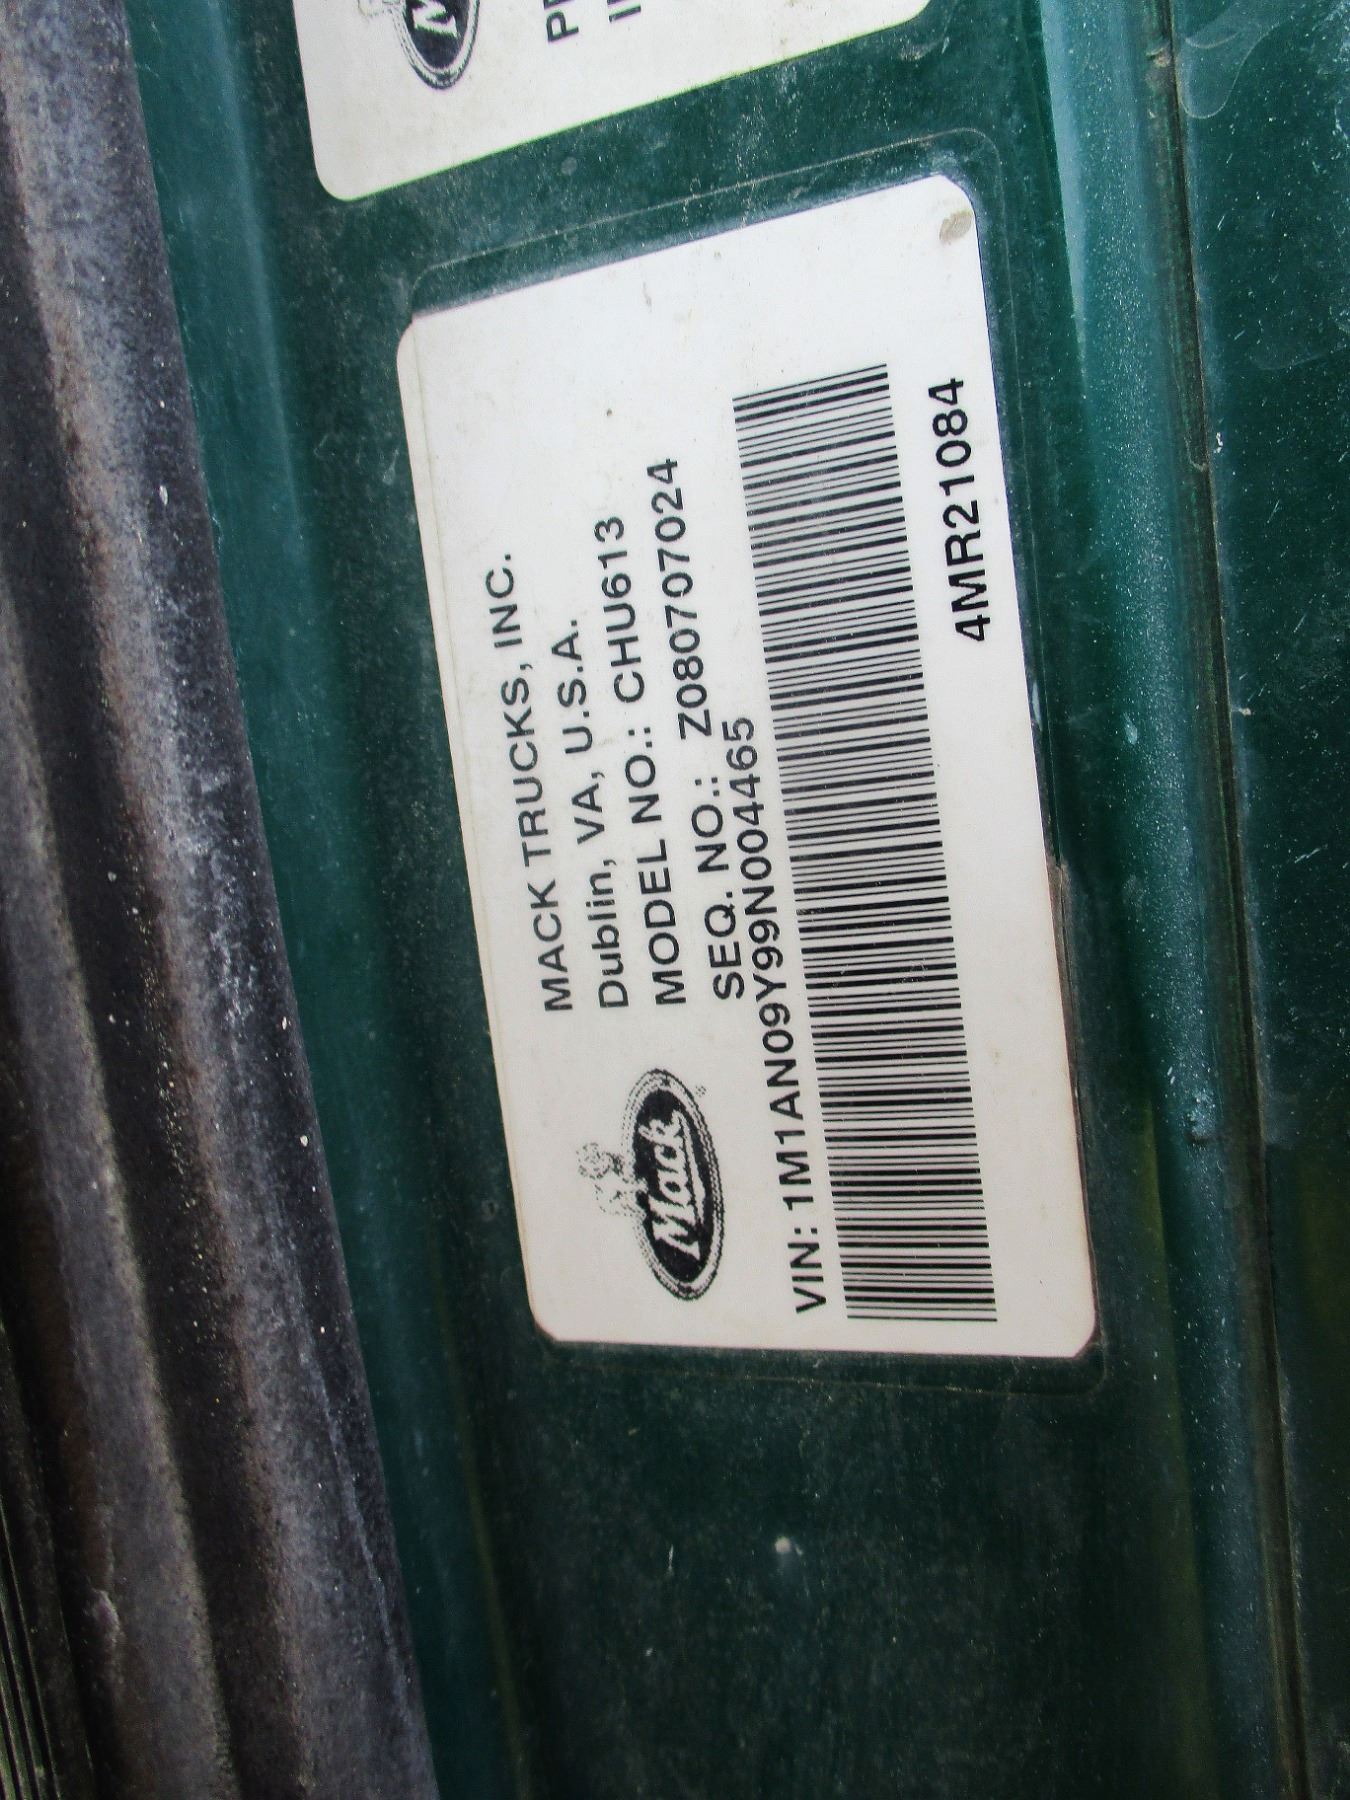 MACK TRUCKS, INC.
Dublin, VA, U.S.A.
MODEL NO.: CHU613
SEQ. NO.: Z080707024
Mack
VIN: 1M1AN09Y99N004465
4MR21084